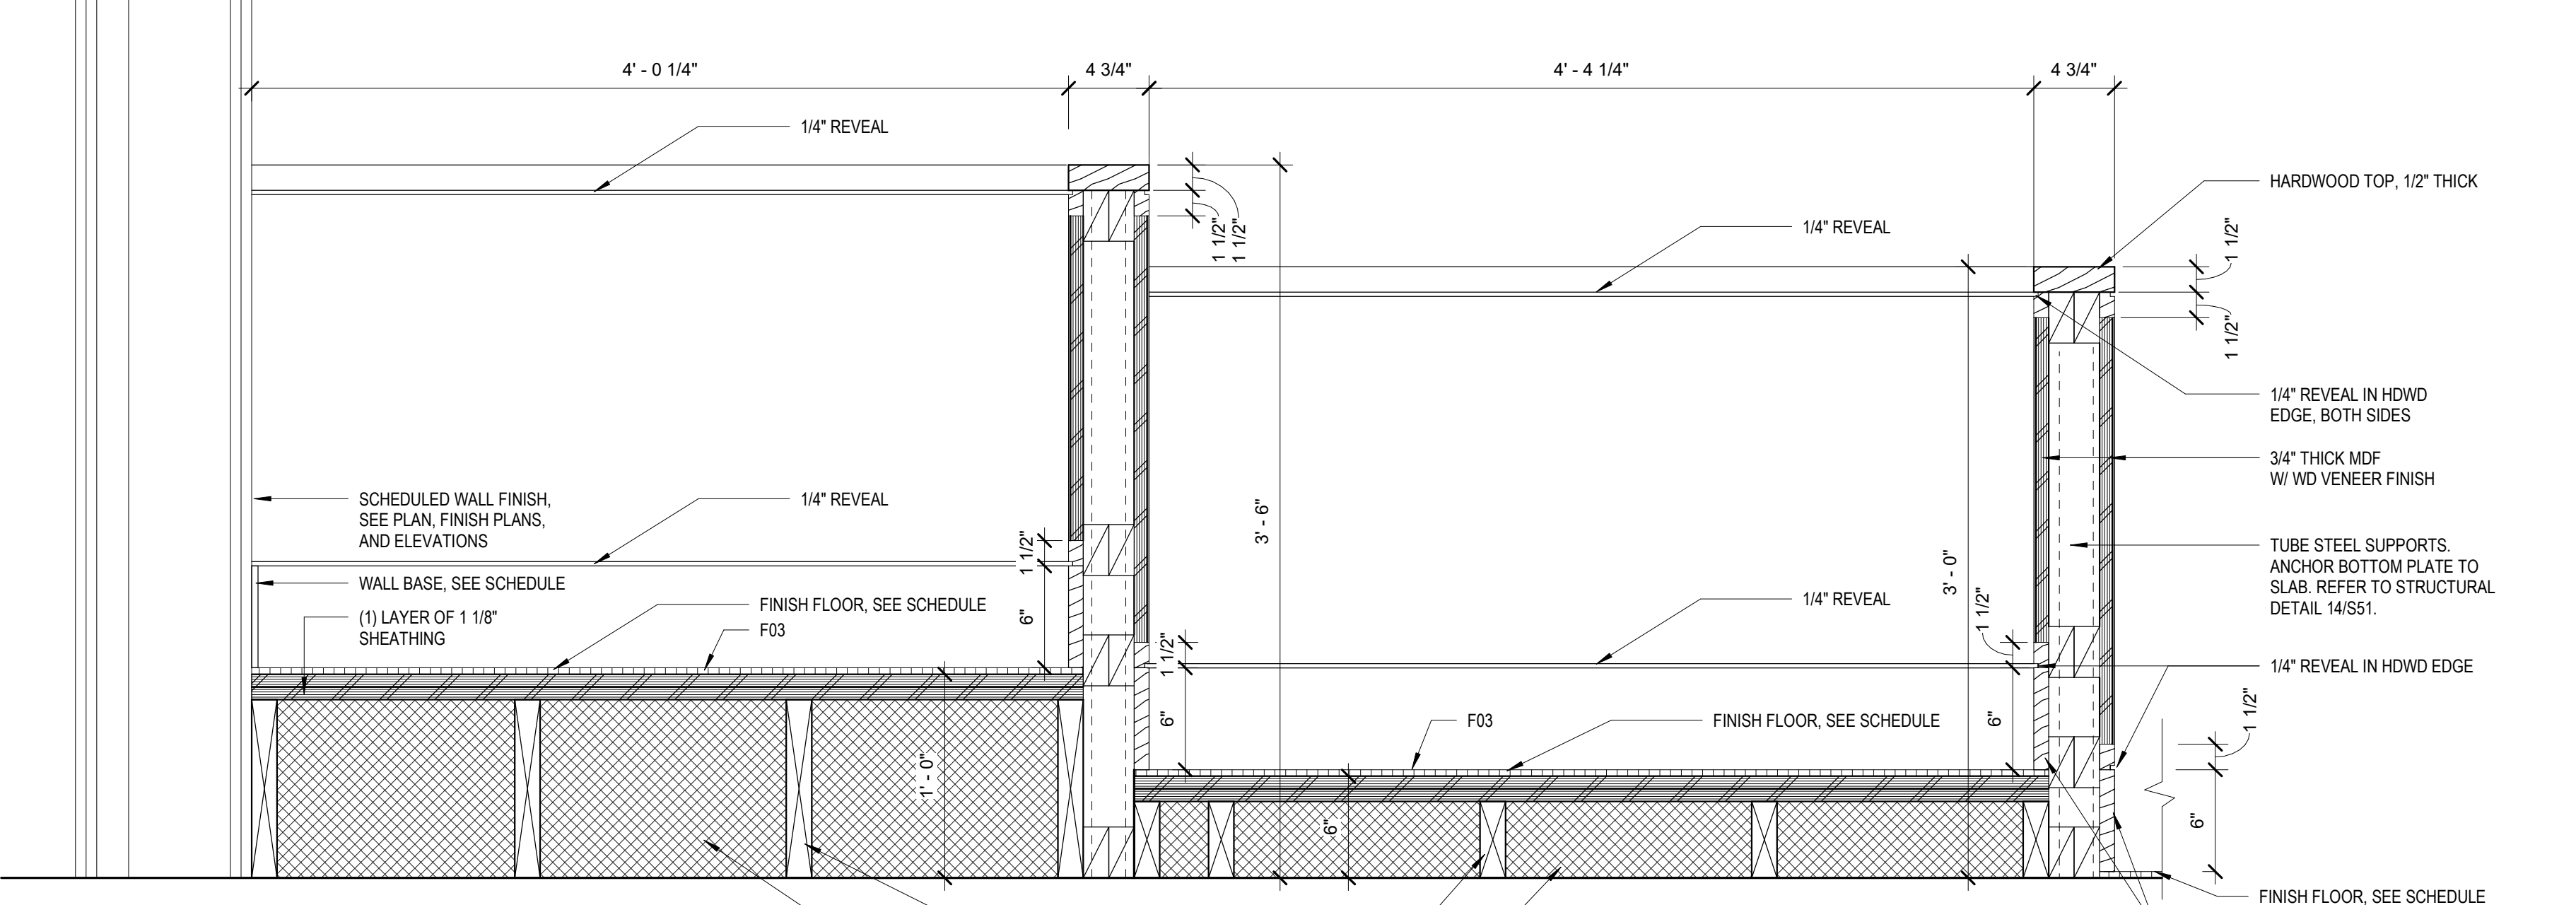 4' - 0 1/4"
4 3/4"
4' - 4 1/4"
4 3/4"
1/4" REVEAL
HARDWOOD TOP, 1/2" THICK
1 1/2"
1 1/2"
1/4" REVEAL
1 1/2"
1 1/2"
1/4" REVEAL IN HDWD
EDGE, BOTH SIDES
3/4" THICK MDF
W/ WD VENEER FINISH
SCHEDULED WALL FINISH,
SEE PLAN, FINISH PLANS,
AND ELEVATIONS
1/4" REVEAL
3' - 6"
TUBE STEEL SUPPORTS.
ANCHOR BOTTOM PLATE TO
SLAB. REFER TO STRUCTURAL
DETAIL 14/S51.
1 1/2"
3' - 0"
WALL BASE, SEE SCHEDULE
FINISH FLOOR, SEE SCHEDULE
1/4" REVEAL
1 1/2"
(1) LAYER OF 1 1/8"
SHEATHING
F03
6"
1 1/2"
1/4" REVEAL IN HDWD EDGE
6"
F03
FINISH FLOOR, SEE SCHEDULE
6"
1 1/2"
1' - 0"
6"
6"
FINISH FLOOR, SEE SCHEDULE